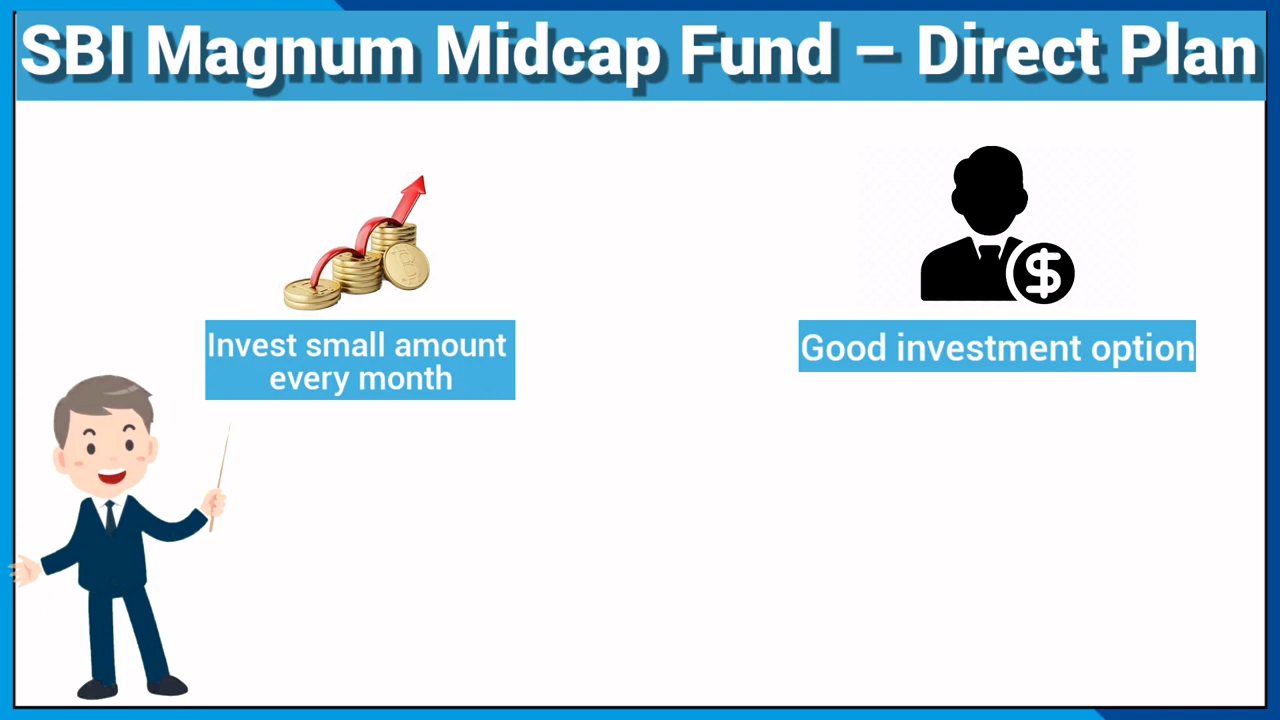 SBI Magnum Midcap Fund – Direct Plan
Invest small amount
every month
Good investment option